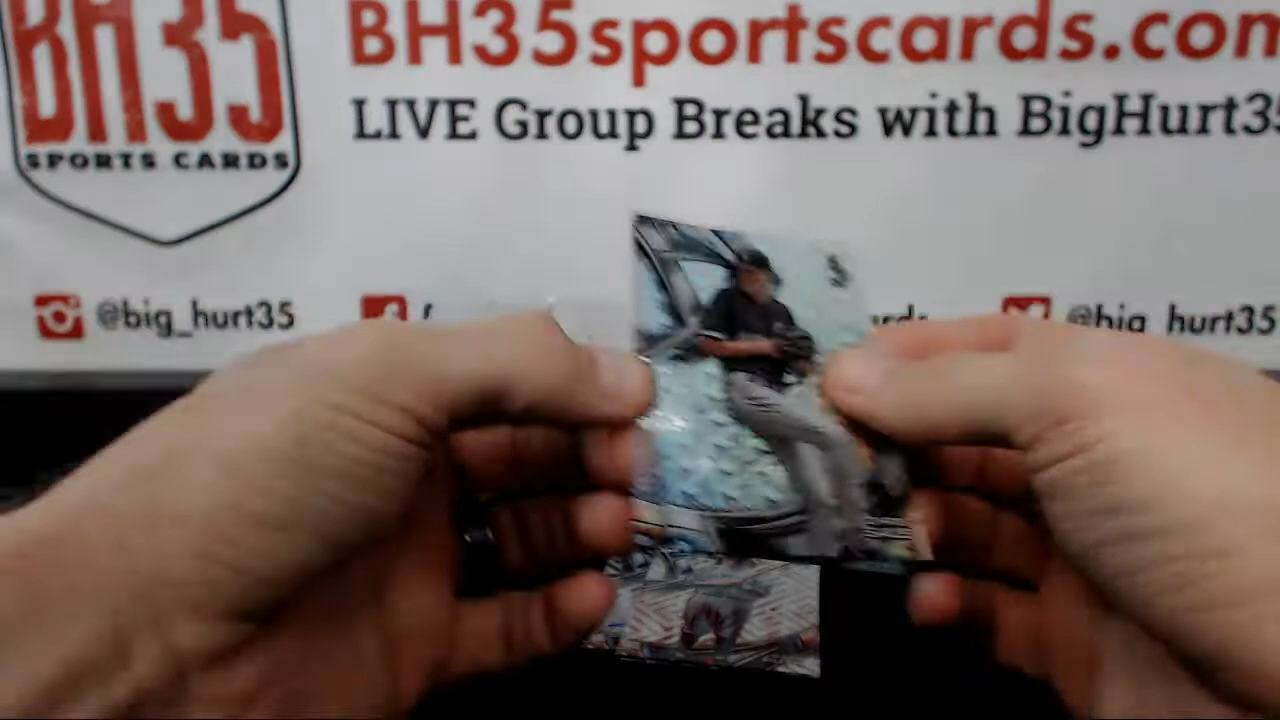 BH35
SPORTS CARDS
BH35sportscards.com
LIVE Group Breaks with BigHurt35
@big_hurt35
@big_hurt35